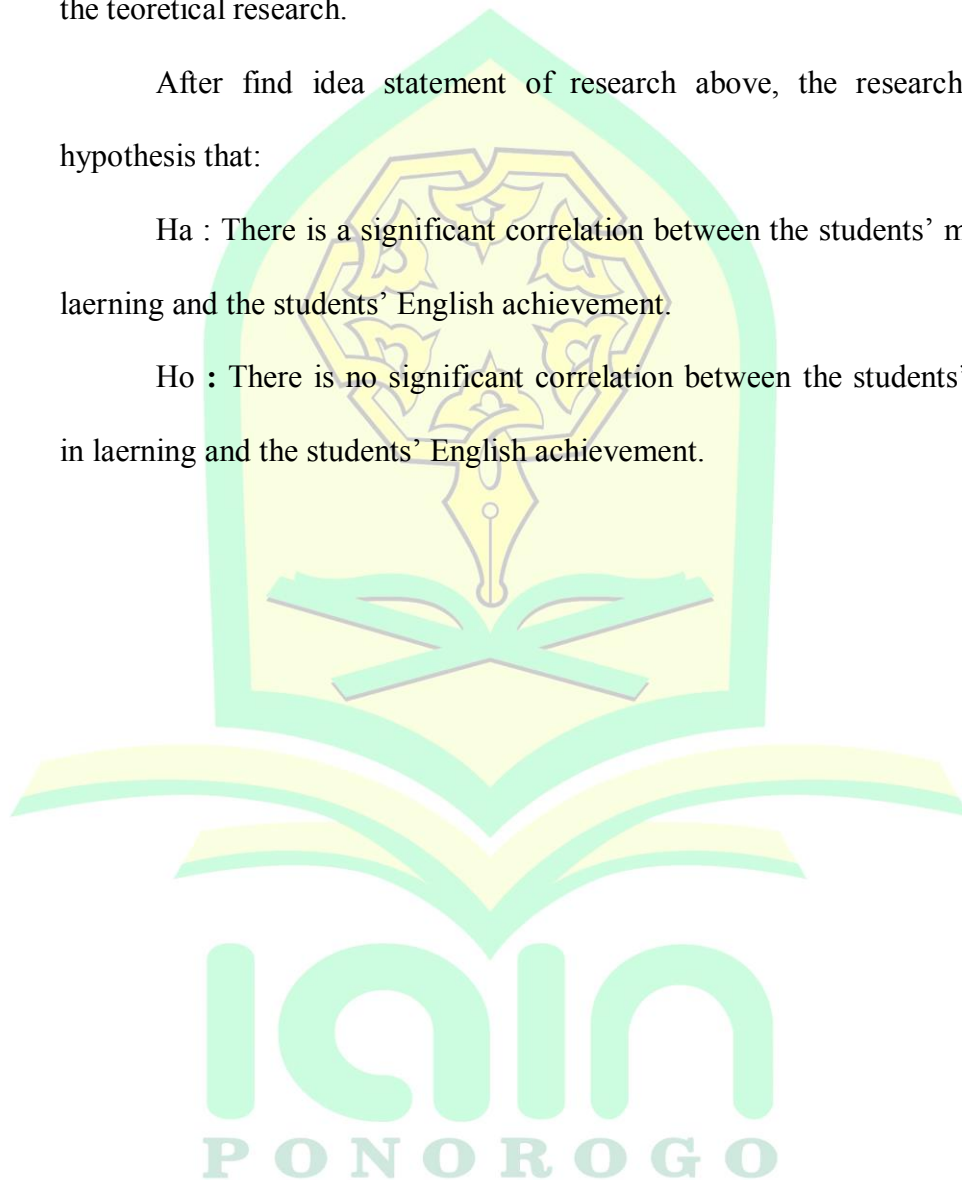 the teoretical research.
After find idea statement of research above, the research
hypothesis that:
Ha : There is a significant correlation between the students’ m
laerning and the students’ English achievement.
Ho : There is no significant correlation between the students’
in laerning and the students’ English achievement.
iain
PONOROGO